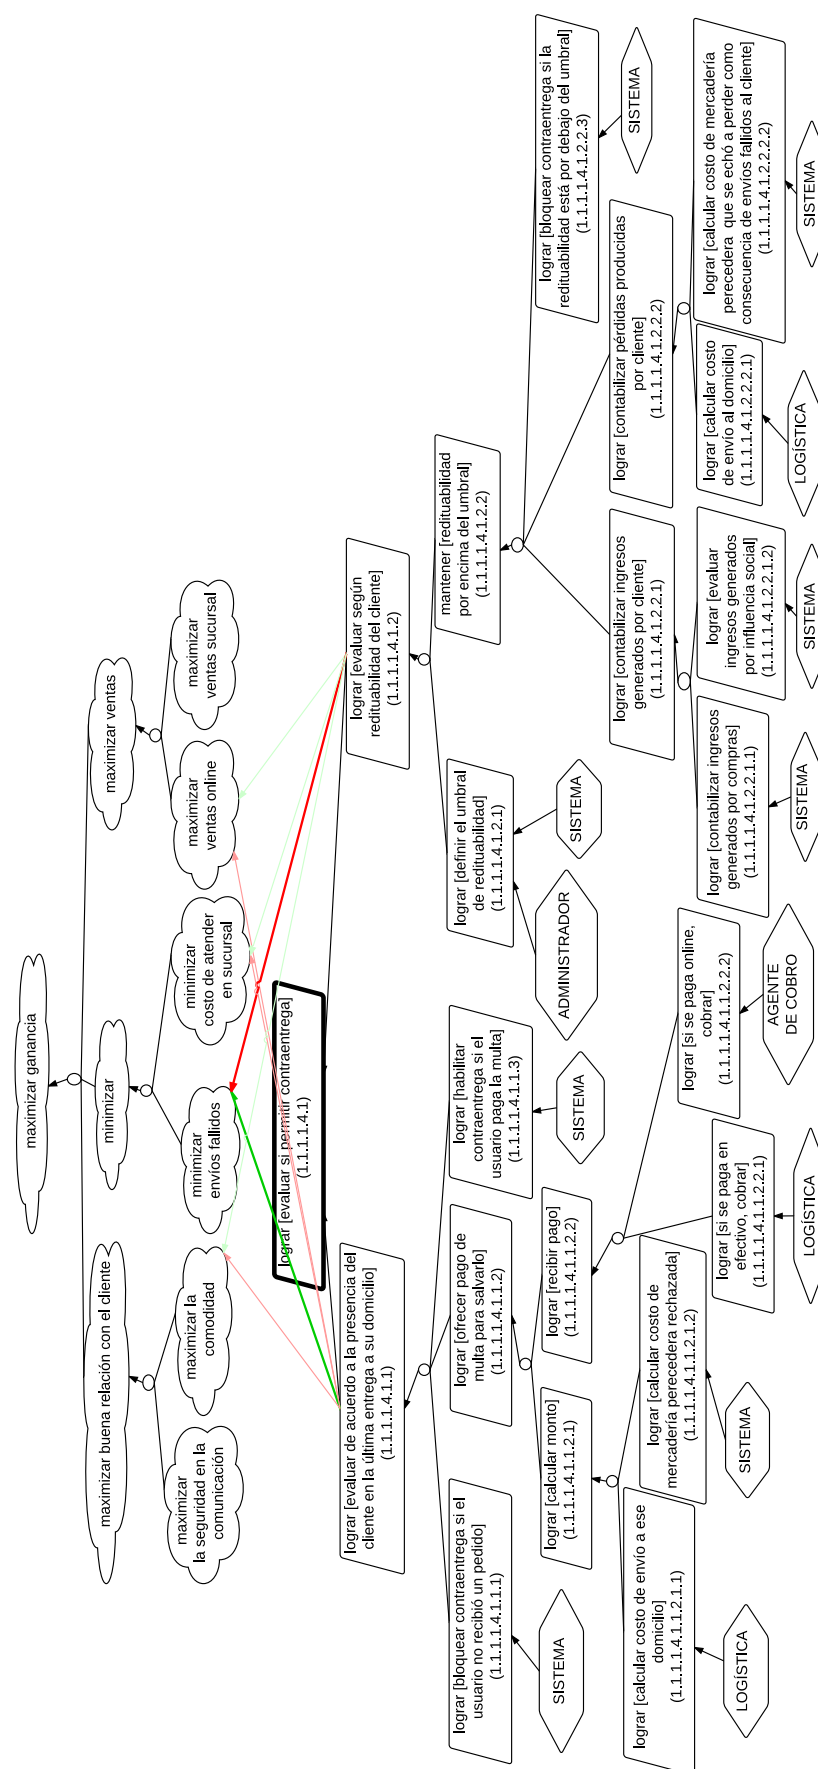 maximizar ganancia
maximizar buena relación con el cliente
minimizar
maximizar ventas
maximizar
la seguridad en la
comunicación
maximizar la
comodidad
minimizar
envíos fallidos
minimizar
costo de atender
en sucursal
maximizar
ventas online
maximizar
ventas sucursal
lograr [evaluar si permitir contraentrega]
(1.1.1.1.4.1)
lograr [evaluar de acuerdo a la presencia del
cliente en la última entrega a su domicilio]
(1.1.1.1.4.1.1)
lograr [evaluar según
redituabilidad del cliente]
(1.1.1.1.4.1.2)
lograr [bloquear contraentrega si el
usuario no recibió un pedido]
(1.1.1.1.4.1.1.1)
lograr [ofrecer pago de
multa para salvarlo]
(1.1.1.1.4.1.1.2)
lograr [habilitar
contraentrega si el
usuario paga la multa]
(1.1.1.1.4.1.1.3)
lograr [definir el umbral
de redituabilidad]
(1.1.1.1.4.1.2.1)
mantener [redituabilidad
por encima del umbral]
(1.1.1.1.4.1.2.2)
SISTEMA
lograr [calcular monto]
(1.1.1.1.4.1.1.2.1)
lograr [recibir pago]
(1.1.1.1.4.1.1.2.2)
SISTEMA
ADMINISTRADOR
SISTEMA
lograr [contabilizar ingresos
generados por cliente]
(1.1.1.1.4.1.2.2.1)
lograr [contabilizar pérdidas producidas
por cliente]
(1.1.1.1.4.1.2.2.2)
lograr [bloquear contraentrega si la
redituabilidad está por debajo del umbral]
(1.1.1.1.4.1.2.2.3)
SISTEMA
lograr [calcular costo de envío a ese
domicilio]
(1.1.1.1.4.1.1.2.1.1)
lograr [calcular costo de
mercadería perecedera rechazada]
(1.1.1.1.4.1.1.2.1.2)
lograr [si se paga en
efectivo, cobrar]
(1.1.1.1.4.1.1.2.2.1)
lograr [si se paga online,
cobrar]
(1.1.1.1.4.1.1.2.2.2)
lograr [contabilizar ingresos
generados por compras]
(1.1.1.1.4.1.2.2.1.1)
lograr [evaluar
ingresos generados
por influencia social]
(1.1.1.1.4.1.2.2.1.2)
lograr [calcular costo
de envío al domicilio]
(1.1.1.1.4.1.2.2.2.1)
lograr [calcular costo de mercadería
perecedera  que se echó a perder como
consecuencia de envíos fallidos al cliente]
(1.1.1.1.4.1.2.2.2.2)
LOGÍSTICA
SISTEMA
LOGÍSTICA
AGENTE
DE COBRO
SISTEMA
SISTEMA
LOGÍSTICA
SISTEMA